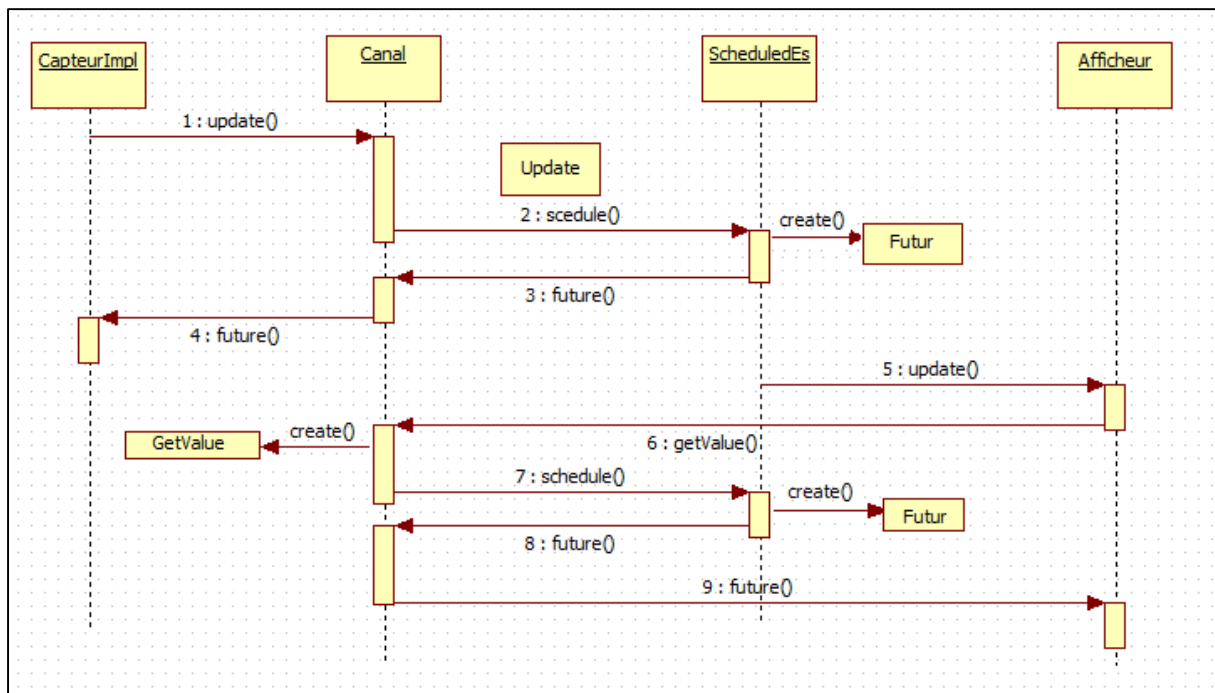 CapteurImpl
Canal
ScheduledEs
Afficheur
1 : update()
Update
2 : scedule()
create()
Futur
3 : future()
4 : future()
5 : update()
6 : getValue()
create()
GetValue
7 : schedule()
create()
Futur
8 : future()
9 : future()